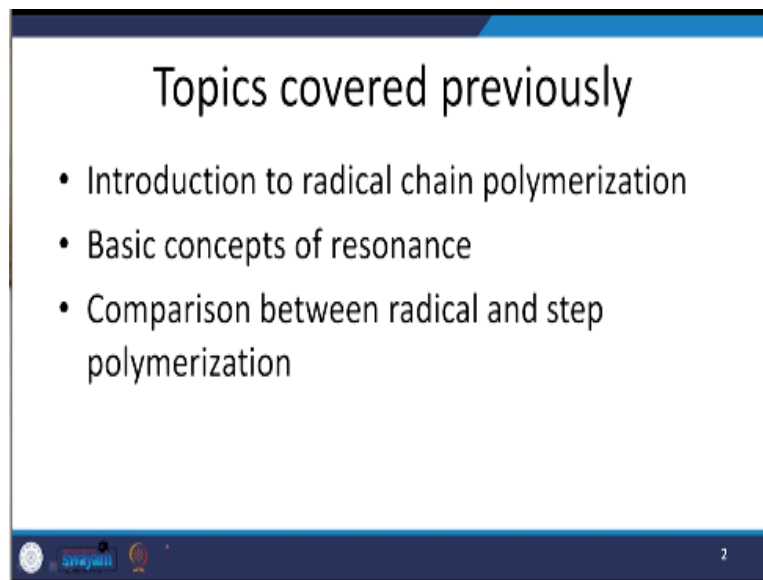 Topics covered previously
• Introduction to radical chain polymerization
• Basic concepts of resonance
• Comparison between radical and step
polymerization
swayam
2